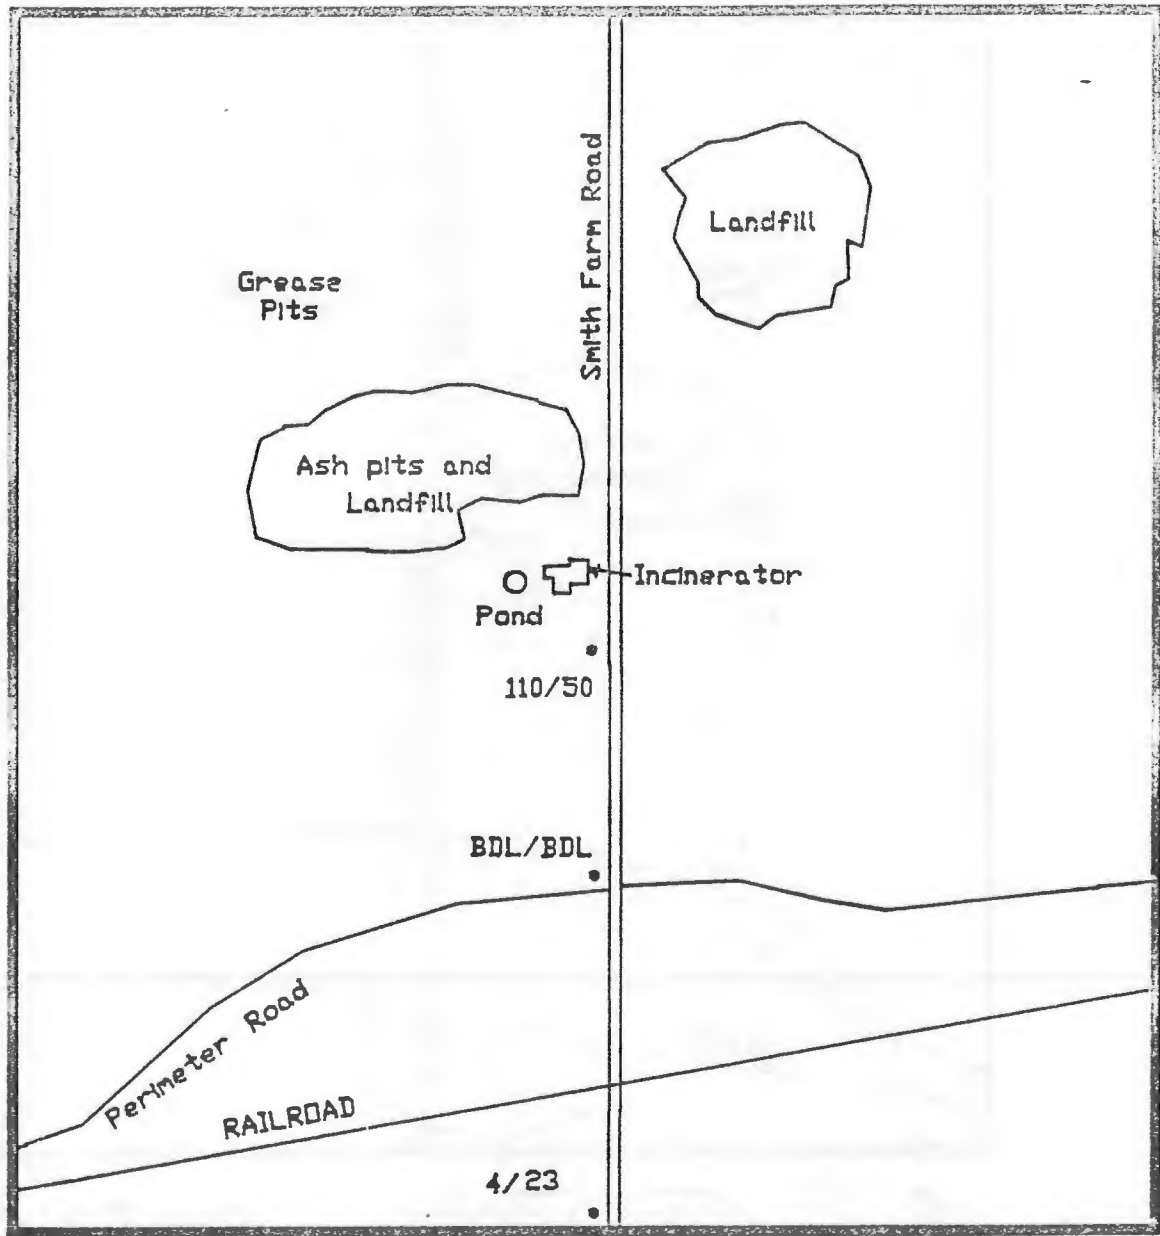 Smith Farm Road
Landfill
Grease
Pits
Ash pits and
Landfill
Incinerator
Pond
110/50
BDL/BDL
Perimeter Road
RAILROAD
4/23